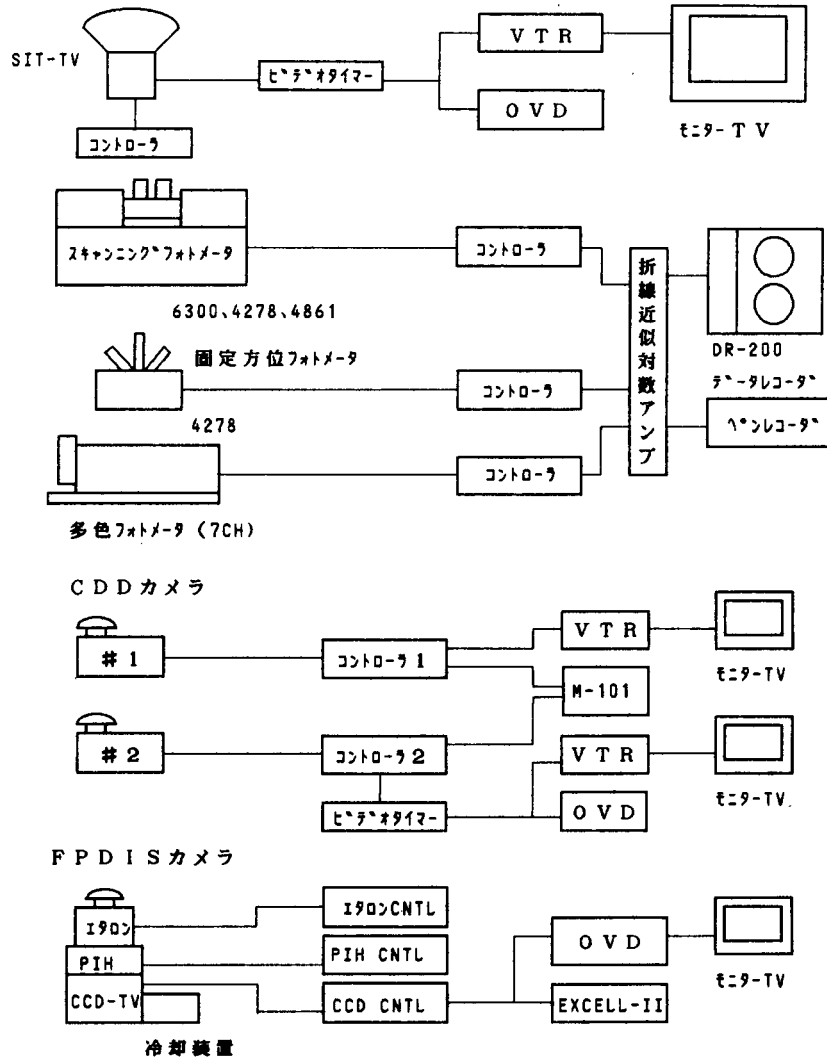 SIT-TV
ビデオタイマー
VTR
OVD
モニター TV
コントローラ
スキャンニングフォトメータ
コントローラ
折線近似対数アンプ
DR-200
データレコーダ
6300、4278、4861
固定方位フォトメータ
コントローラ
ペンレコーダ
4278
コントローラ
多色フォトメータ (7CH)
CDDカメラ
#1
コントローラ1
VTR
モニター-TV
M-101
#2
コントローラ2
VTR
モニター-TV
ビデオタイマー
OVD
FPDISカメラ
エタロン
エタロンCNTL
PIH
PIH CNTL
OVD
モニター-TV
CCD-TV
CCD CNTL
EXCELL-II
冷却装置